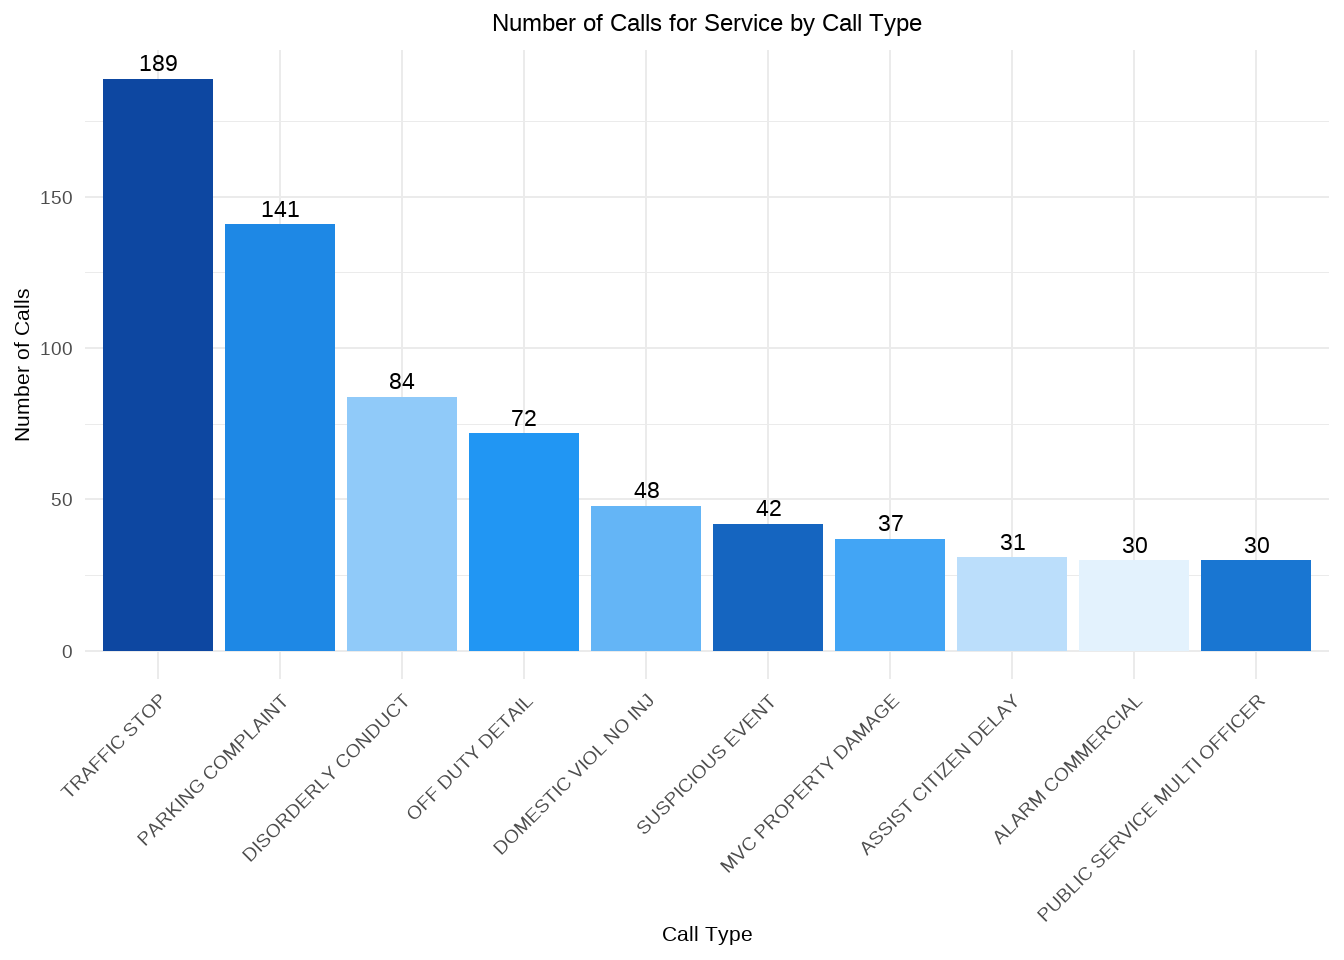 Number of Calls for Service by Call Type
Number of Calls
150
100
50
0
189
141
84
72
48
42
37
31
30
30
TRAFFIC STOP
PARKING COMPLAINT
DISORDERLY CONDUCT
OFF DUTY DETAIL
DOMESTIC VIOL NO INJ
SUSPICIOUS EVENT
MVC PROPERTY DAMAGE
ASSIST CITIZEN DELAY
ALARM COMMERCIAL
PUBLIC SERVICE MULTI OFFICER
Call Type